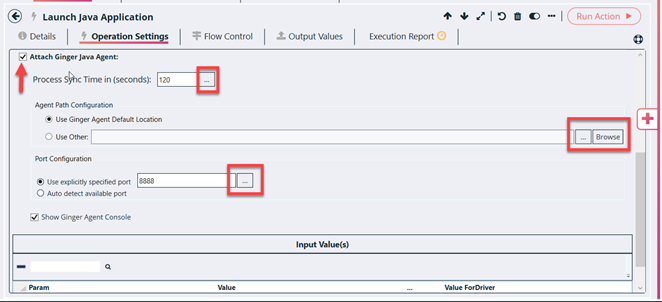 Launch Java Application
Run Action
Details
Operation Settings
Flow Control
Output Values
Execution Report
Attach Ginger Java Agent:
Process Sync Time in (seconds): 120 ...
Agent Path Configuration
Use Ginger Agent Default Location
Use Other: ... Browse
Port Configuration
Use explicitly specified port 8888 ...
Auto detect available port
Show Ginger Agent Console
Input Value(s)
Param Value ... Value ForDriver